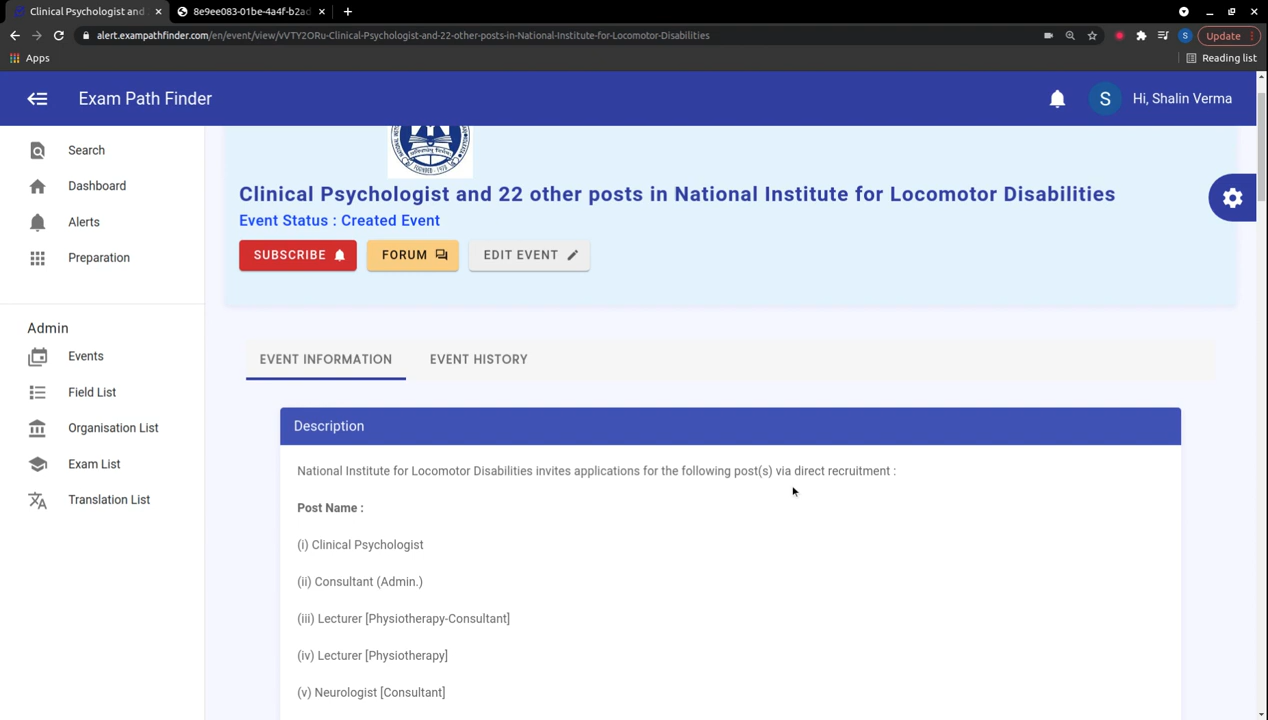 Clinical Psychologist and 22
8e9ee083-01be-4a4f-b2ad
alert.exampathfinder.com/en/event/view/vVTY2ORu-Clinical-Psychologist-and-22-other-posts-in-National-Institute-for-Locomotor-Disabilities
S
Update
Apps
Reading list
Exam Path Finder
S
Hi, Shalin Verma
Search
Dashboard
Alerts
Preparation
Admin
Events
Field List
Organisation List
Exam List
Translation List
Clinical Psychologist and 22 other posts in National Institute for Locomotor Disabilities
Event Status : Created Event
SUBSCRIBE
FORUM
EDIT EVENT
EVENT INFORMATION
EVENT HISTORY
Description
National Institute for Locomotor Disabilities invites applications for the following post(s) via direct recruitment :
Post Name :
(i) Clinical Psychologist
(ii) Consultant (Admin.)
(iii) Lecturer [Physiotherapy-Consultant]
(iv) Lecturer [Physiotherapy]
(v) Neurologist [Consultant]